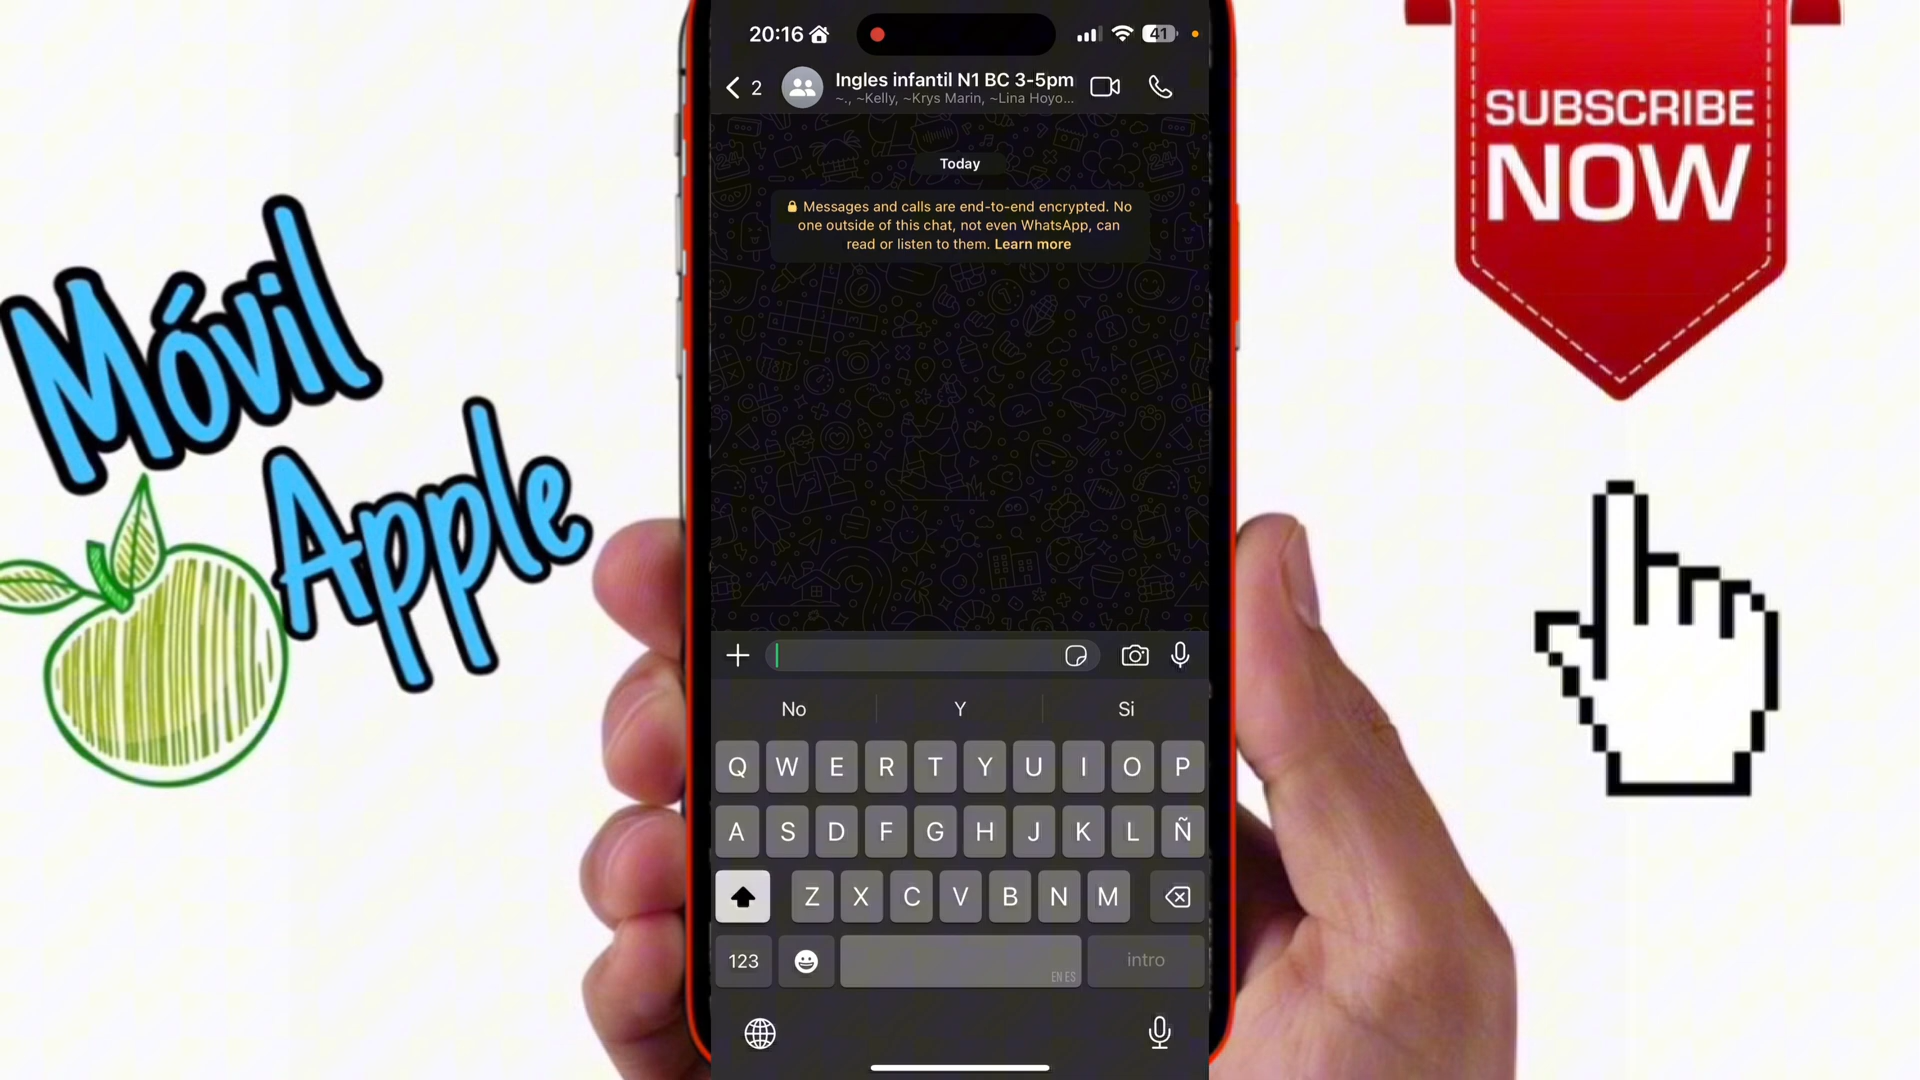 Móvil
Apple
20:16
41
2
Ingles infantil N1 BC 3-5pm
~., ~Kelly, ~Krys Marin, ~Lina Hoyo...
Today
Messages and calls are end-to-end encrypted. No
one outside of this chat, not even WhatsApp, can
read or listen to them. Learn more
No Y Si
Q W E R T Y U I O P
A S D F G H J K L Ñ
Z X C V B N M
123 EN ES intro
SUBSCRIBE
NOW